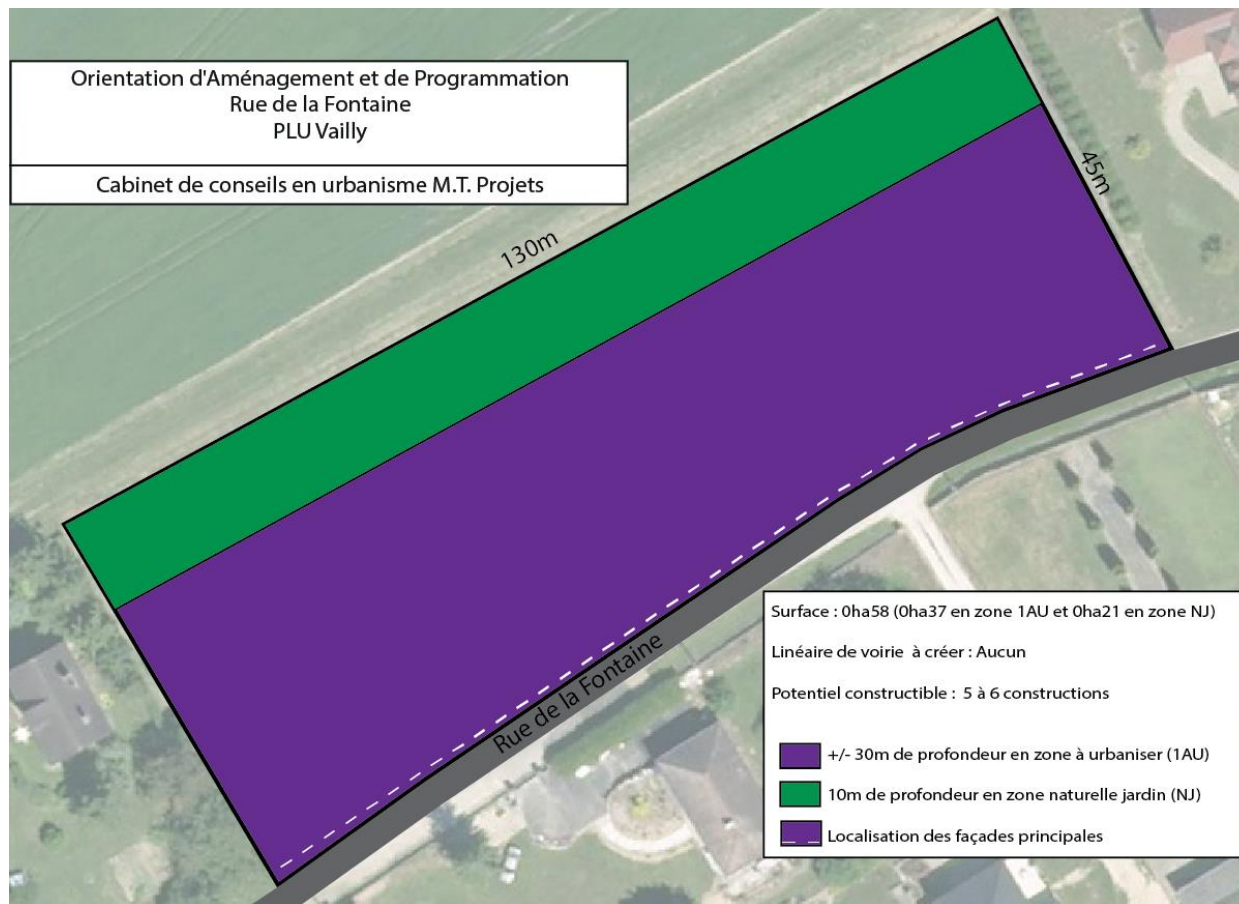 Orientation d'Aménagement et de Programmation
Rue de la Fontaine
PLU Vailly
Cabinet de conseils en urbanisme M.T. Projets
130m
45m
Rue de la Fontaine
Surface : 0ha58 (0ha37 en zone 1AU et 0ha21 en zone NJ)
Linéaire de voirie à créer : Aucun
Potentiel constructible : 5 à 6 constructions
+/- 30m de profondeur en zone à urbaniser (1AU)
10m de profondeur en zone naturelle jardin (NJ)
Localisation des façades principales